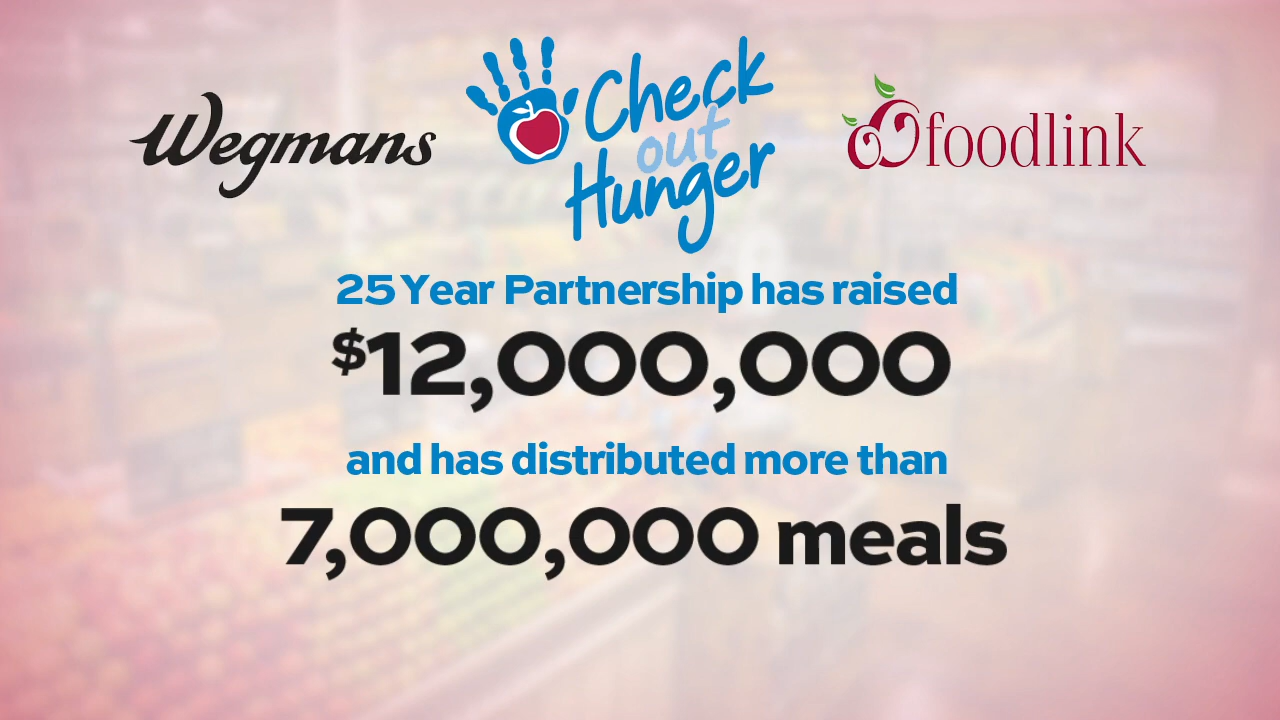 Wegmans
Check
out
Hunger
foodlink
25 Year Partnership has raised
$12,000,000
and has distributed more than
7,000,000 meals